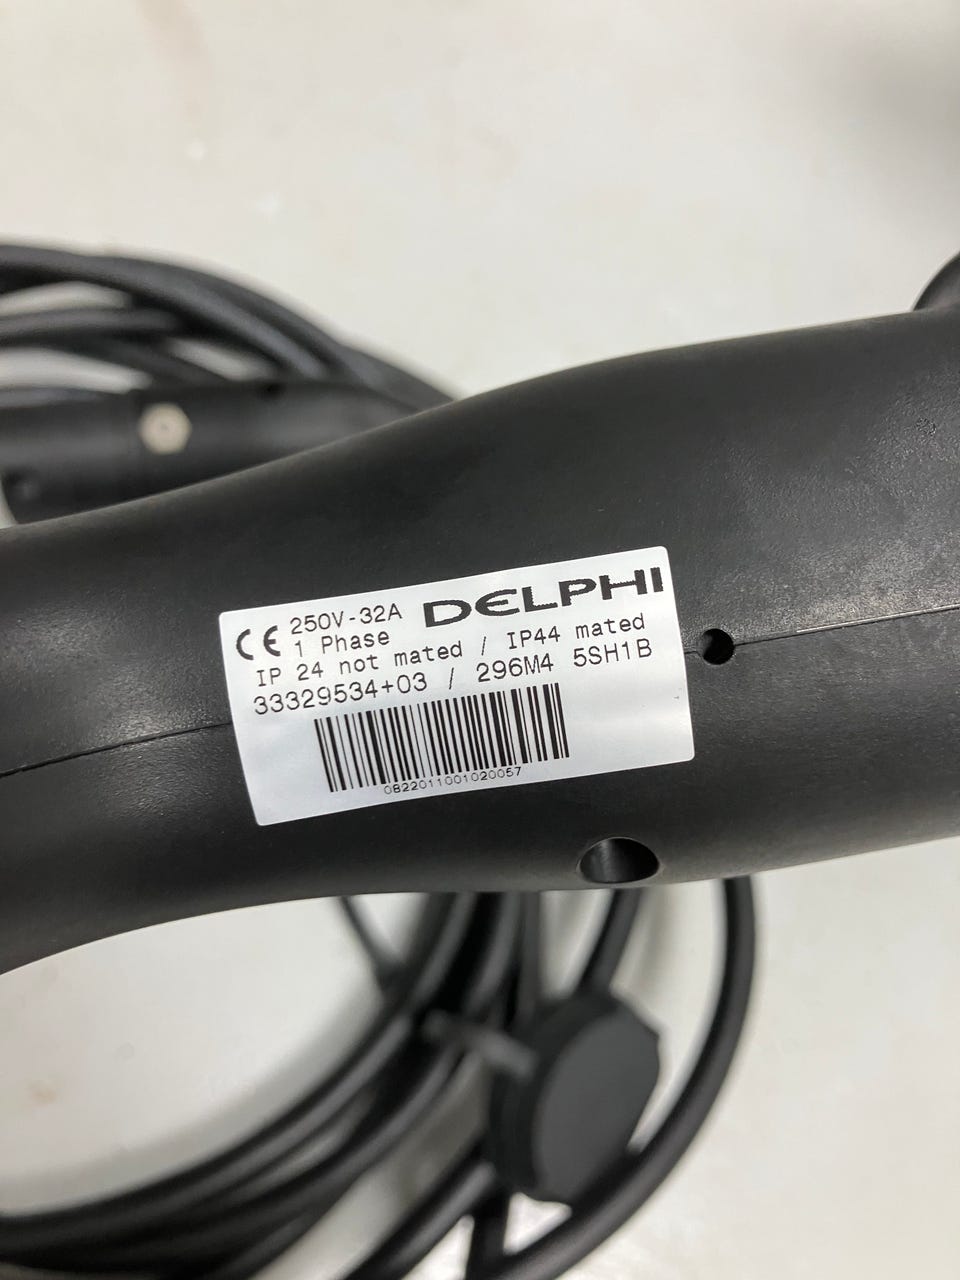 CE 250V-32A DELPHI
1 Phase
IP 24 not mated / IP44 mated
33329534+03 / 296M4 5SH1B
0822011001020057